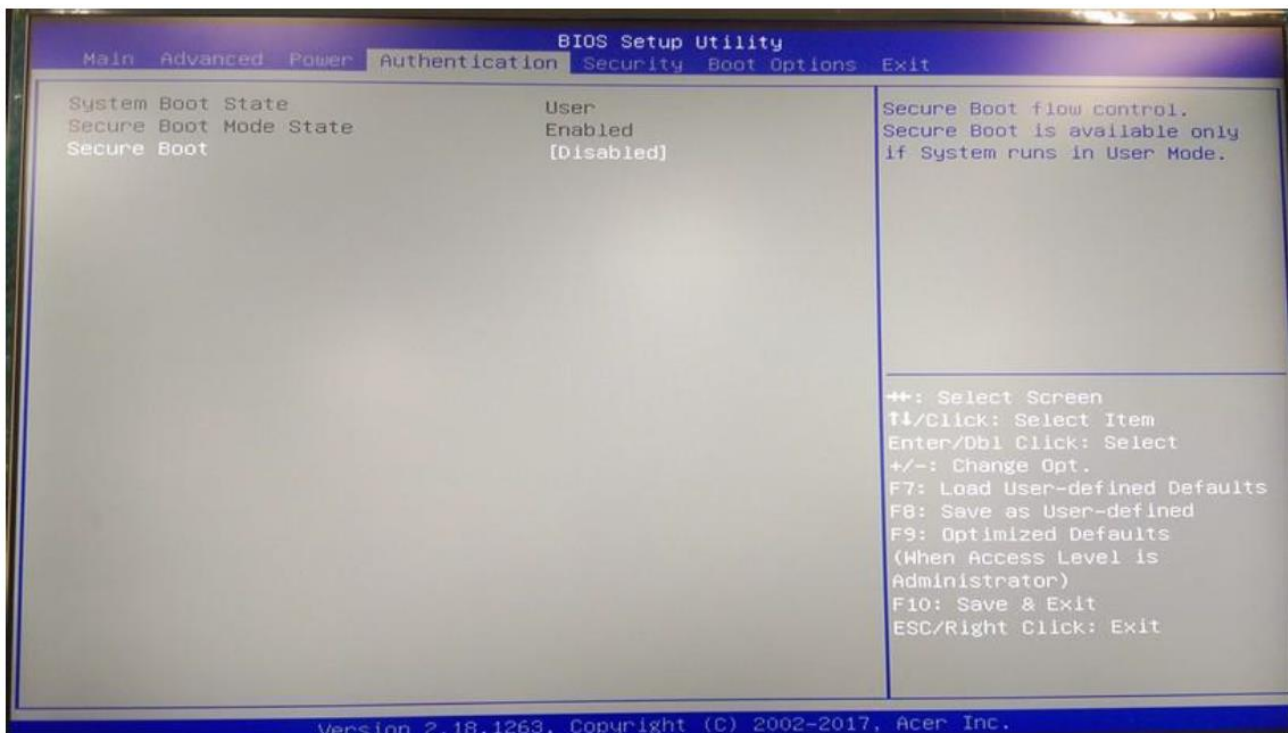 BIOS Setup Utility
Main Advanced Power Authentication Security Boot Options Exit
System Boot State User
Secure Boot Mode State Enabled
Secure Boot [Disabled]
Secure Boot flow control.
Secure Boot is available only
if System runs in User Mode.
→←: Select Screen
↑↓/Click: Select Item
Enter/Dbl Click: Select
+/-: Change Opt.
F7: Load User-defined Defaults
F8: Save as User-defined
F9: Optimized Defaults
(When Access Level is
Administrator)
F10: Save & Exit
ESC/Right Click: Exit
Version 2.18.1263. Copyright (C) 2002-2017, Acer Inc.